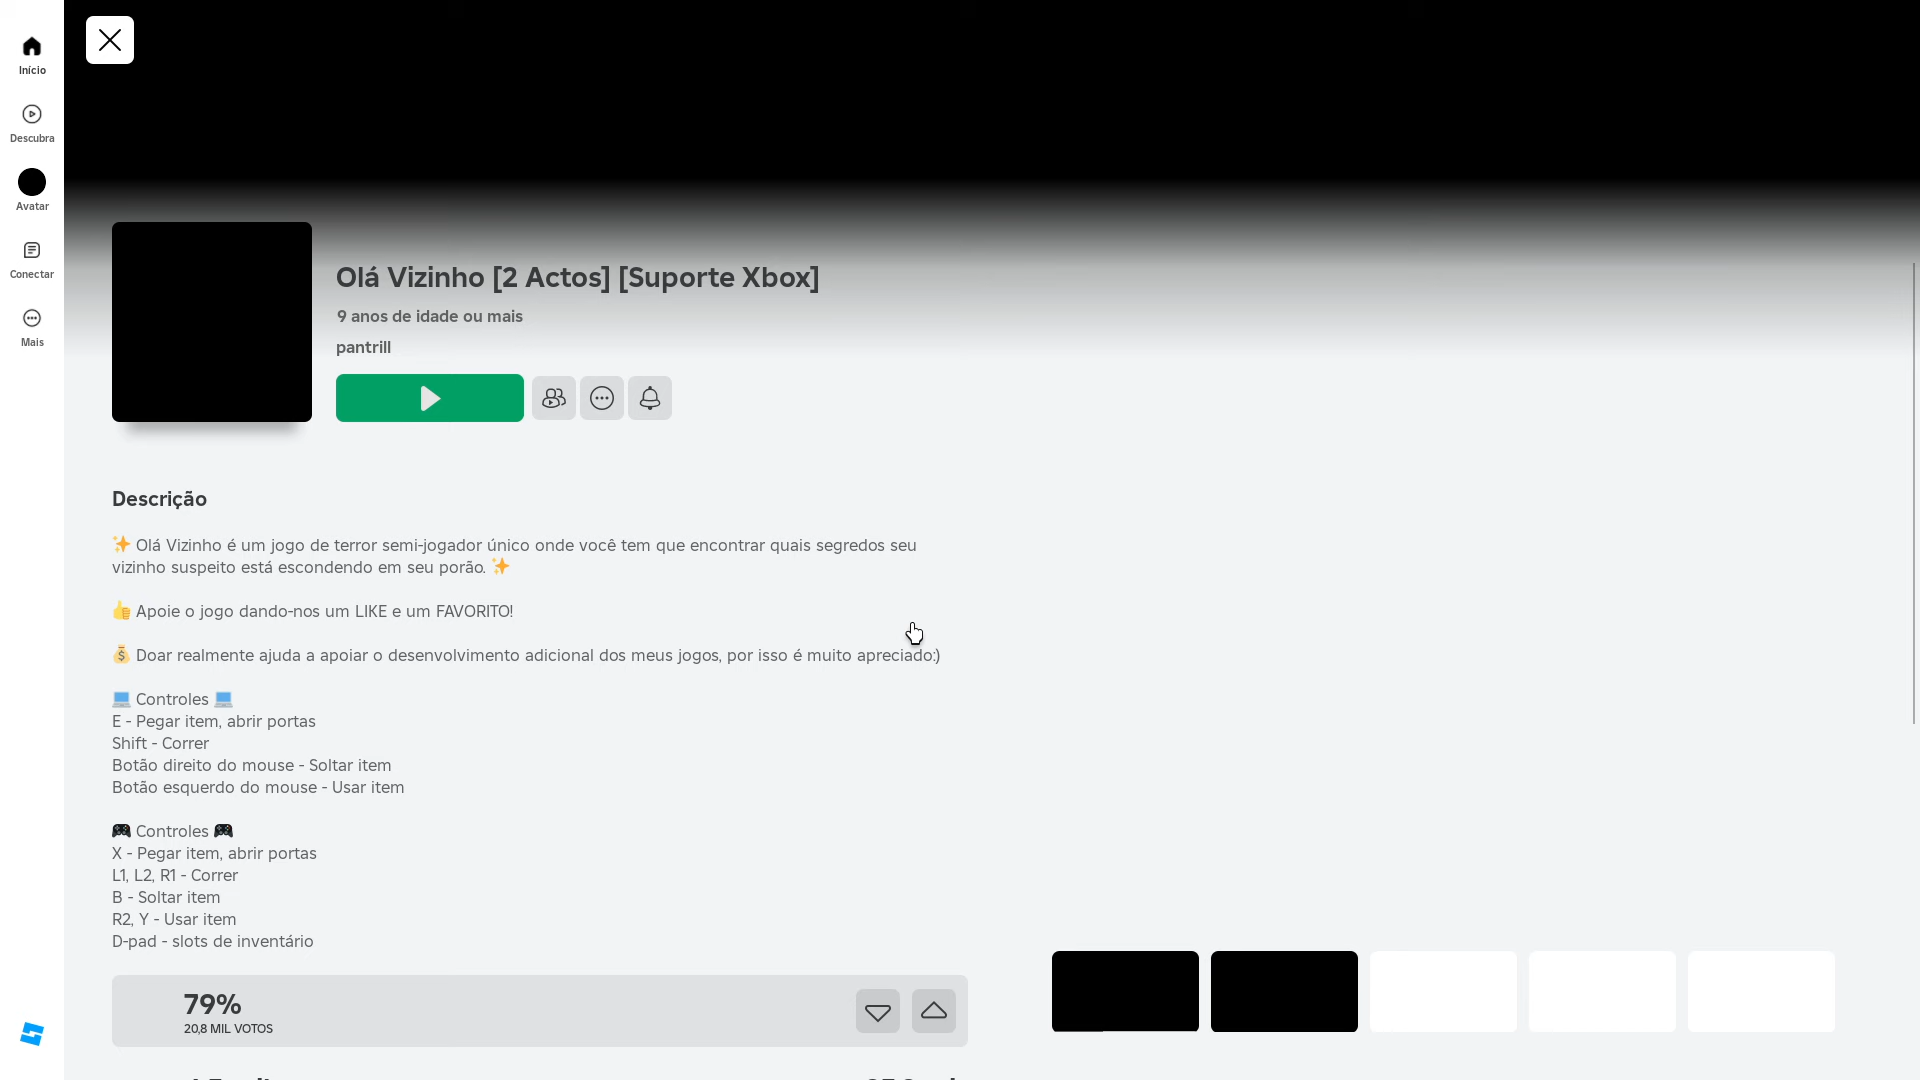 Início
Descubra
Avatar
Conectar
Mais
Olá Vizinho [2 Actos] [Suporte Xbox]
9 anos de idade ou mais
pantrill
Descrição
✨ Olá Vizinho é um jogo de terror semi-jogador único onde você tem que encontrar quais segredos seu
vizinho suspeito está escondendo em seu porão. ✨
👍 Apoie o jogo dando-nos um LIKE e um FAVORITO!
💰 Doar realmente ajuda a apoiar o desenvolvimento adicional dos meus jogos, por isso é muito apreciado:)
💻 Controles 💻
E - Pegar item, abrir portas
Shift - Correr
Botão direito do mouse - Soltar item
Botão esquerdo do mouse - Usar item
🎮 Controles 🎮
X - Pegar item, abrir portas
L1, L2, R1 - Correr
B - Soltar item
R2, Y - Usar item
D-pad - slots de inventário
79%
20,8 MIL VOTOS